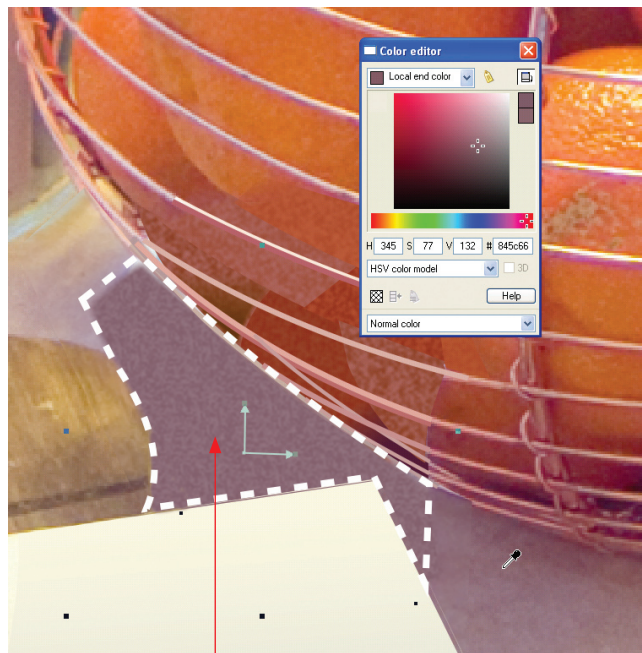 Color editor
Local end color
H 345 S 77 V 132 # 845c66
HSV color model
3D
Help
Normal color